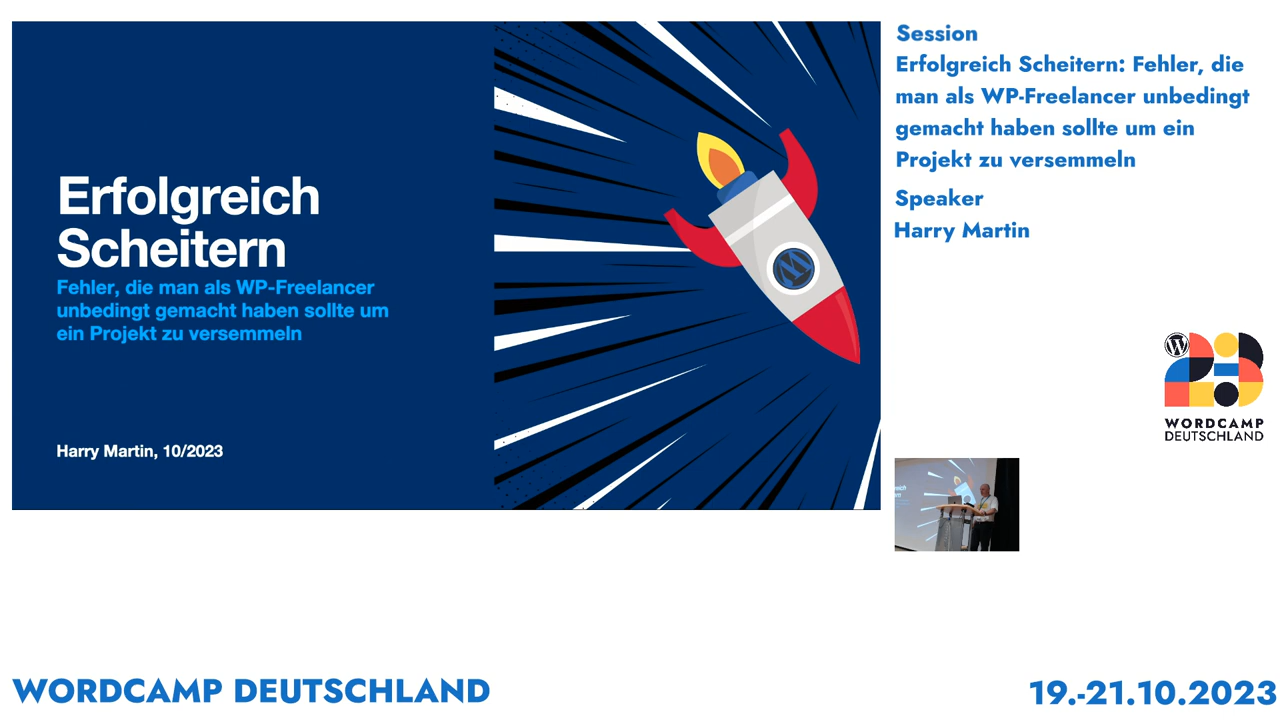 Erfolgreich
Scheitern
Fehler, die man als WP-Freelancer
unbedingt gemacht haben sollte um
ein Projekt zu versemmeln
Harry Martin, 10/2023
Session
Erfolgreich Scheitern: Fehler, die
man als WP-Freelancer unbedingt
gemacht haben sollte um ein
Projekt zu versemmeln
Speaker
Harry Martin
WORDCAMP
DEUTSCHLAND
WORDCAMP DEUTSCHLAND
19.-21.10.2023